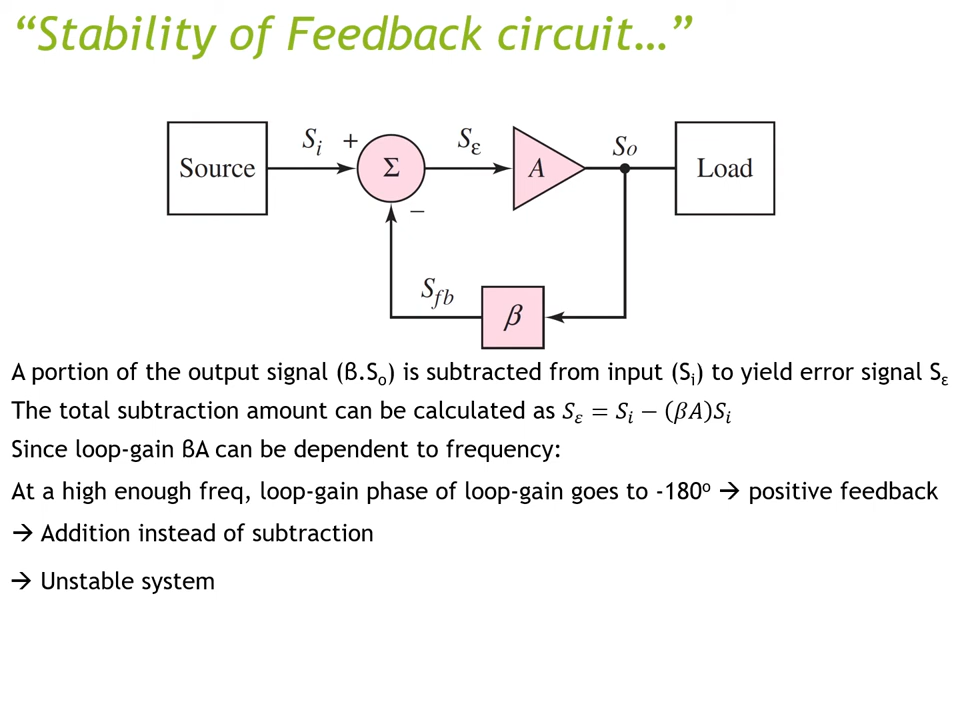 “Stability of Feedback circuit…”
Source
Sᵢ +
Σ
−
Sε
A
So
Load
Sfb
β
A portion of the output signal (ß.So) is subtracted from input (Si) to yield error signal Sε
The total subtraction amount can be calculated as Sε = Si − (βA)Si
Since loop-gain ßA can be dependent to frequency:
At a high enough freq, loop-gain phase of loop-gain goes to -180º → positive feedback
→ Addition instead of subtraction
→ Unstable system